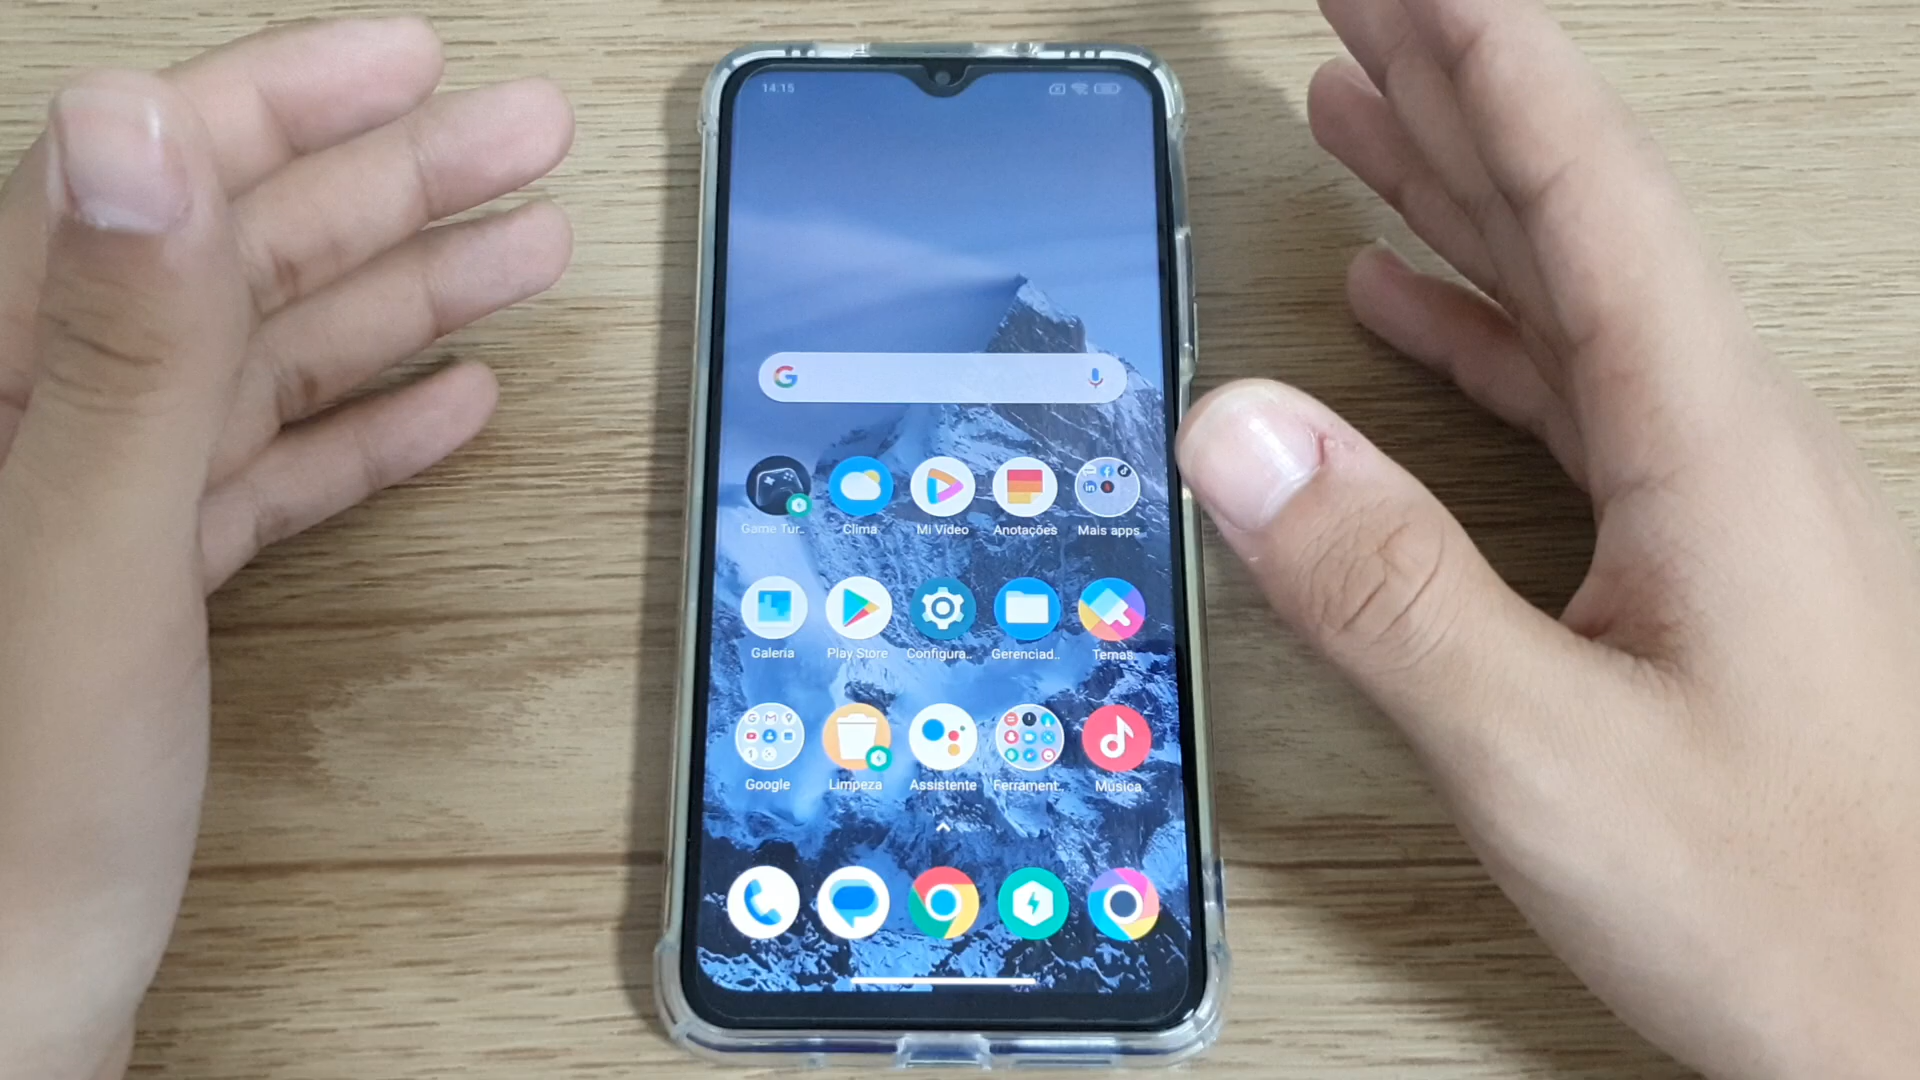 14:15
Game Tur..
Clima
Mi Vídeo
Anotações
Mais apps
Galeria
Play Store
Configura..
Gerenciad..
Temas
Google
Limpeza
Assistente
Ferrament..
Música